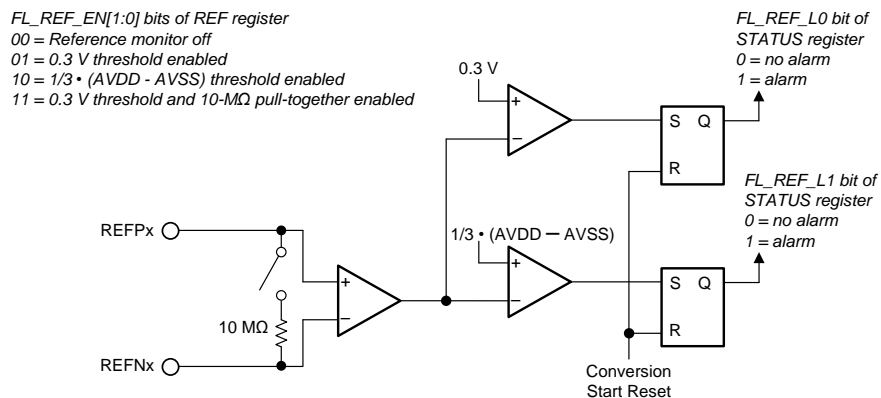 FL_REF_EN[1:0] bits of REF register
00 = Reference monitor off
01 = 0.3 V threshold enabled
10 = 1/3 • (AVDD - AVSS) threshold enabled
11 = 0.3 V threshold and 10-MΩ pull-together enabled
FL_REF_L0 bit of
STATUS register
0 = no alarm
1 = alarm
0.3 V
+
−
S Q
R
FL_REF_L1 bit of
STATUS register
0 = no alarm
1 = alarm
REFPx
1/3 • (AVDD — AVSS)
+
−
S Q
R
+
−
10 MΩ
REFNx
Conversion
Start Reset